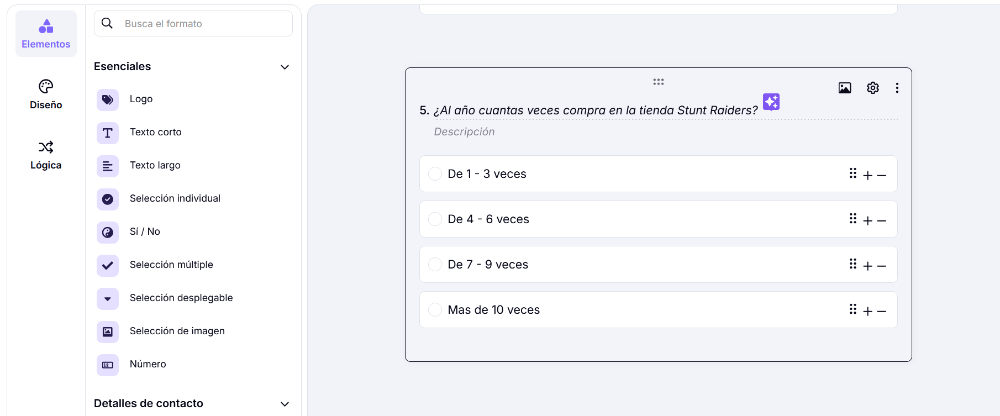 Elementos
Diseño
Lógica
Busca el formato
Esenciales
Logo
Texto corto
Texto largo
Selección individual
Sí / No
Selección múltiple
Selección desplegable
Selección de imagen
12
Número
Detalles de contacto
5. ¿Al año cuantas veces compra en la tienda Stunt Raiders?
Descripción
De 1 - 3 veces
De 4 - 6 veces
De 7 - 9 veces
Mas de 10 veces